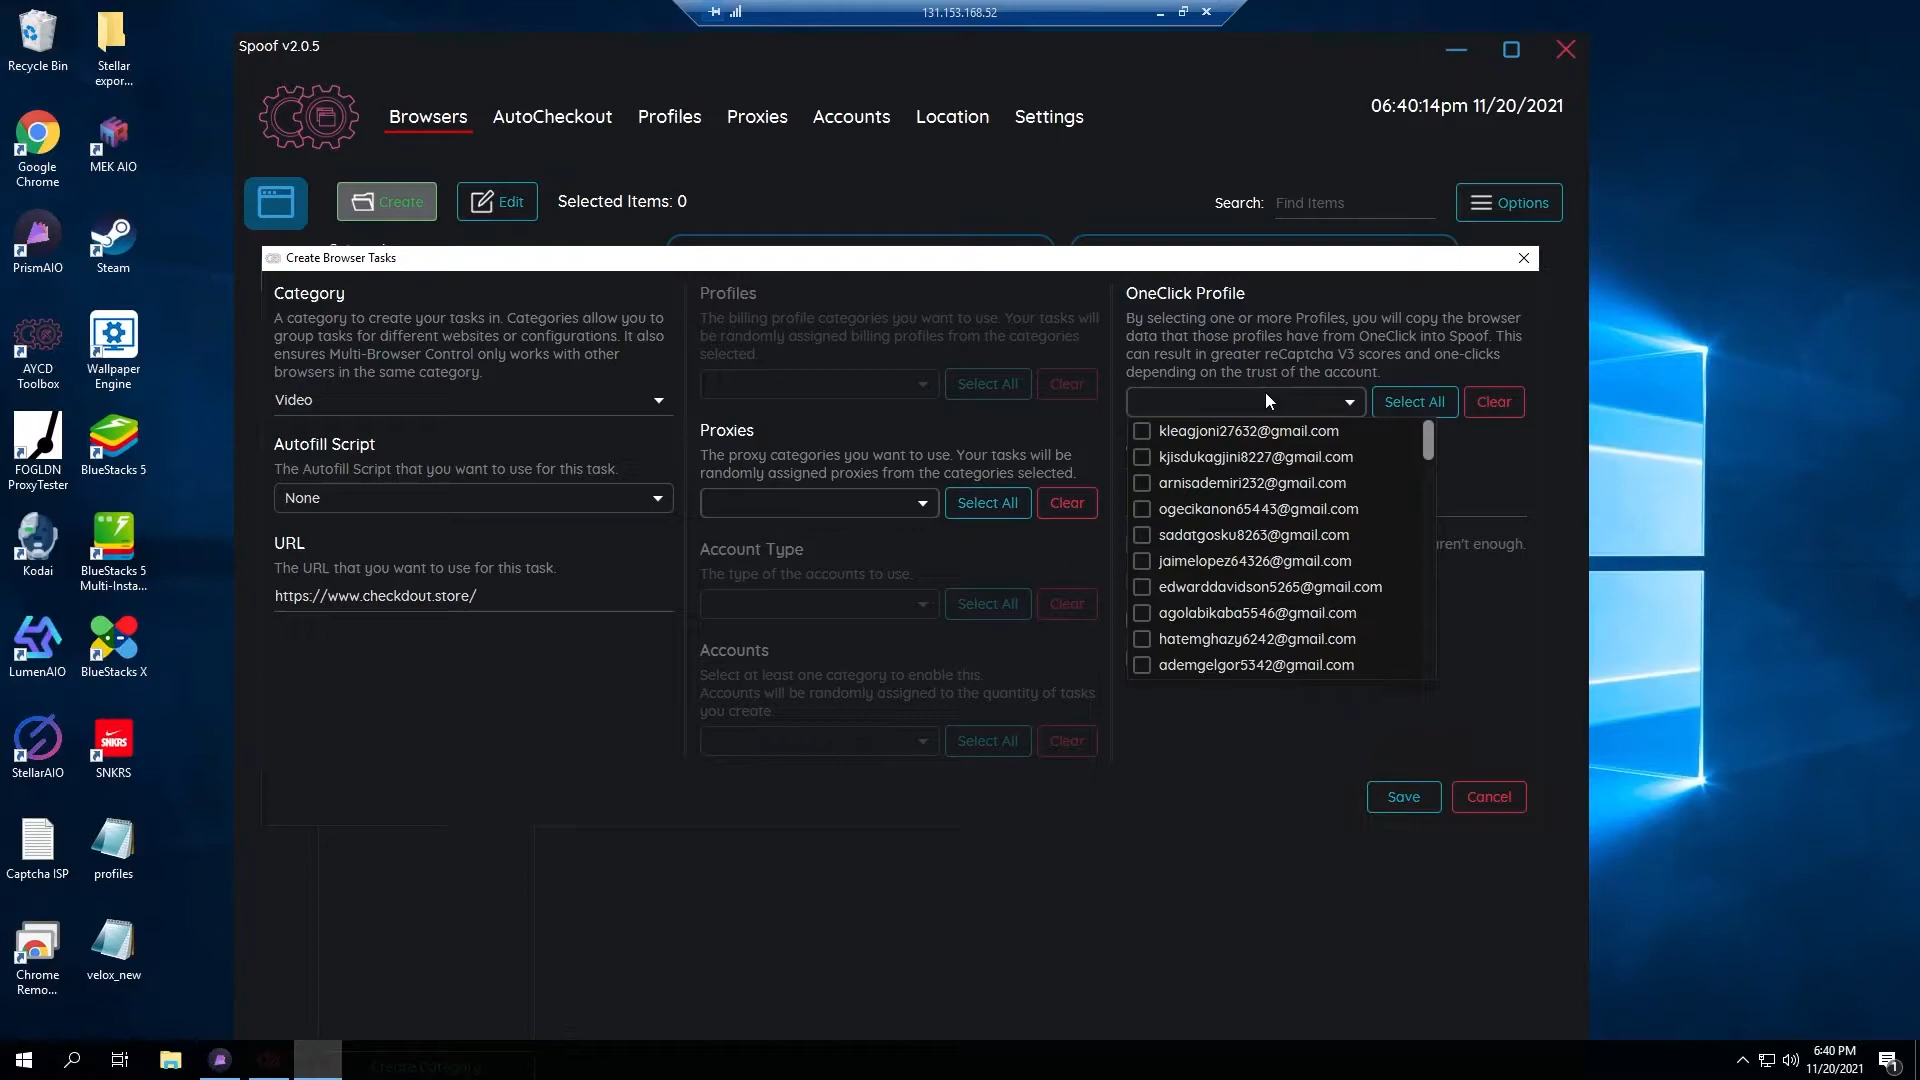 131.153.168.52
Spoof v2.0.5
Browsers AutoCheckout Profiles Proxies Accounts Location Settings
06:40:14pm 11/20/2021
Create
Edit
Selected Items: 0
Search: Find Items
Options
Create Browser Tasks
Category
A category to create your tasks in. Categories allow you to
group tasks for different websites or configurations. It also
ensures Multi-Browser Control only works with other
browsers in the same category.
Video
Autofill Script
The Autofill Script that you want to use for this task.
None
URL
The URL that you want to use for this task.
https://www.checkdout.store/
Profiles
The billing profile categories you want to use. Your tasks will
be randomly assigned billing profiles from the categories
selected.
Select All Clear
Proxies
The proxy categories you want to use. Your tasks will be
randomly assigned proxies from the categories selected.
Select All Clear
Account Type
The type of the accounts to use.
Select All Clear
Accounts
Select at least one category to enable this.
Accounts will be randomly assigned to the quantity of tasks
you create.
Select All Clear
OneClick Profile
By selecting one or more Profiles, you will copy the browser
data that those profiles have from OneClick into Spoof. This
can result in greater reCaptcha V3 scores and one-clicks
depending on the trust of the account.
Select All Clear
kleagjoni27632@gmail.com
kjisdukagjini8227@gmail.com
arnisademiri232@gmail.com
ogecikanon65443@gmail.com
sadatgosku8263@gmail.com
jaimelopez64326@gmail.com
edwarddavidson5265@gmail.com
agolabikaba5546@gmail.com
hatemghazy6242@gmail.com
ademgelgor5342@gmail.com
ren't enough.
Save Cancel
Create Category
Recycle Bin
Stellar
expor...
Google
Chrome
MEK AIO
PrismAIO
Steam
AYCD
Toolbox
Wallpaper
Engine
FOGLDN
ProxyTester
BlueStacks 5
Kodai
BlueStacks 5
Multi-Insta...
LumenAIO
BlueStacks X
StellarAIO
SNKRS
SNKRS
Captcha ISP
profiles
Chrome
Remo...
velox_new
6:40 PM
11/20/2021
1